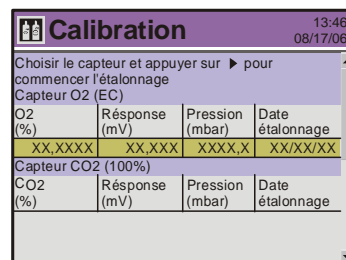 Calibration 13:46
08/17/06
Choisir le capteur et appuyer sur ▶ pour
commencer l'étalonnage
Capteur O2 (EC)
O2 Résponse Pression Date
(%) (mV) (mbar) étalonnage
XX,XXXX XX,XXX XXXX,X XX/XX/XX
Capteur CO2 (100%)
CO2 Résponse Pression Date
(%) (mV) (mbar) étalonnage